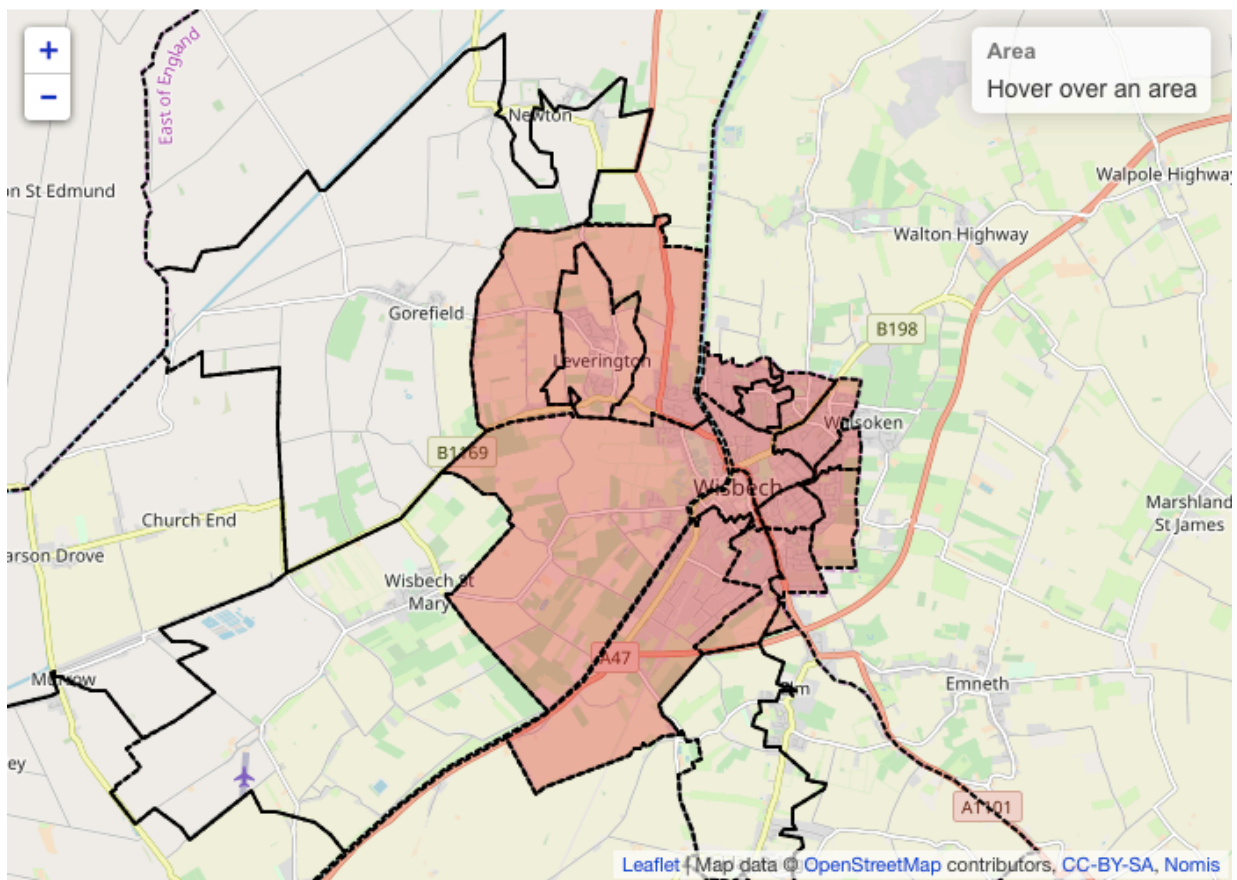 +
−
East of England
Area
Hover over an area
Newton
on St Edmund
Walpole Highway
Walton Highway
Gorefield
B198
Leverington
Walsoken
B1169
Wisbech
Marshland
St James
Church End
arson Drove
Wisbech St
Mary
A47
Murrow
Elm
Emneth
ey
A1101
Leaflet | Map data © OpenStreetMap contributors, CC-BY-SA, Nomis